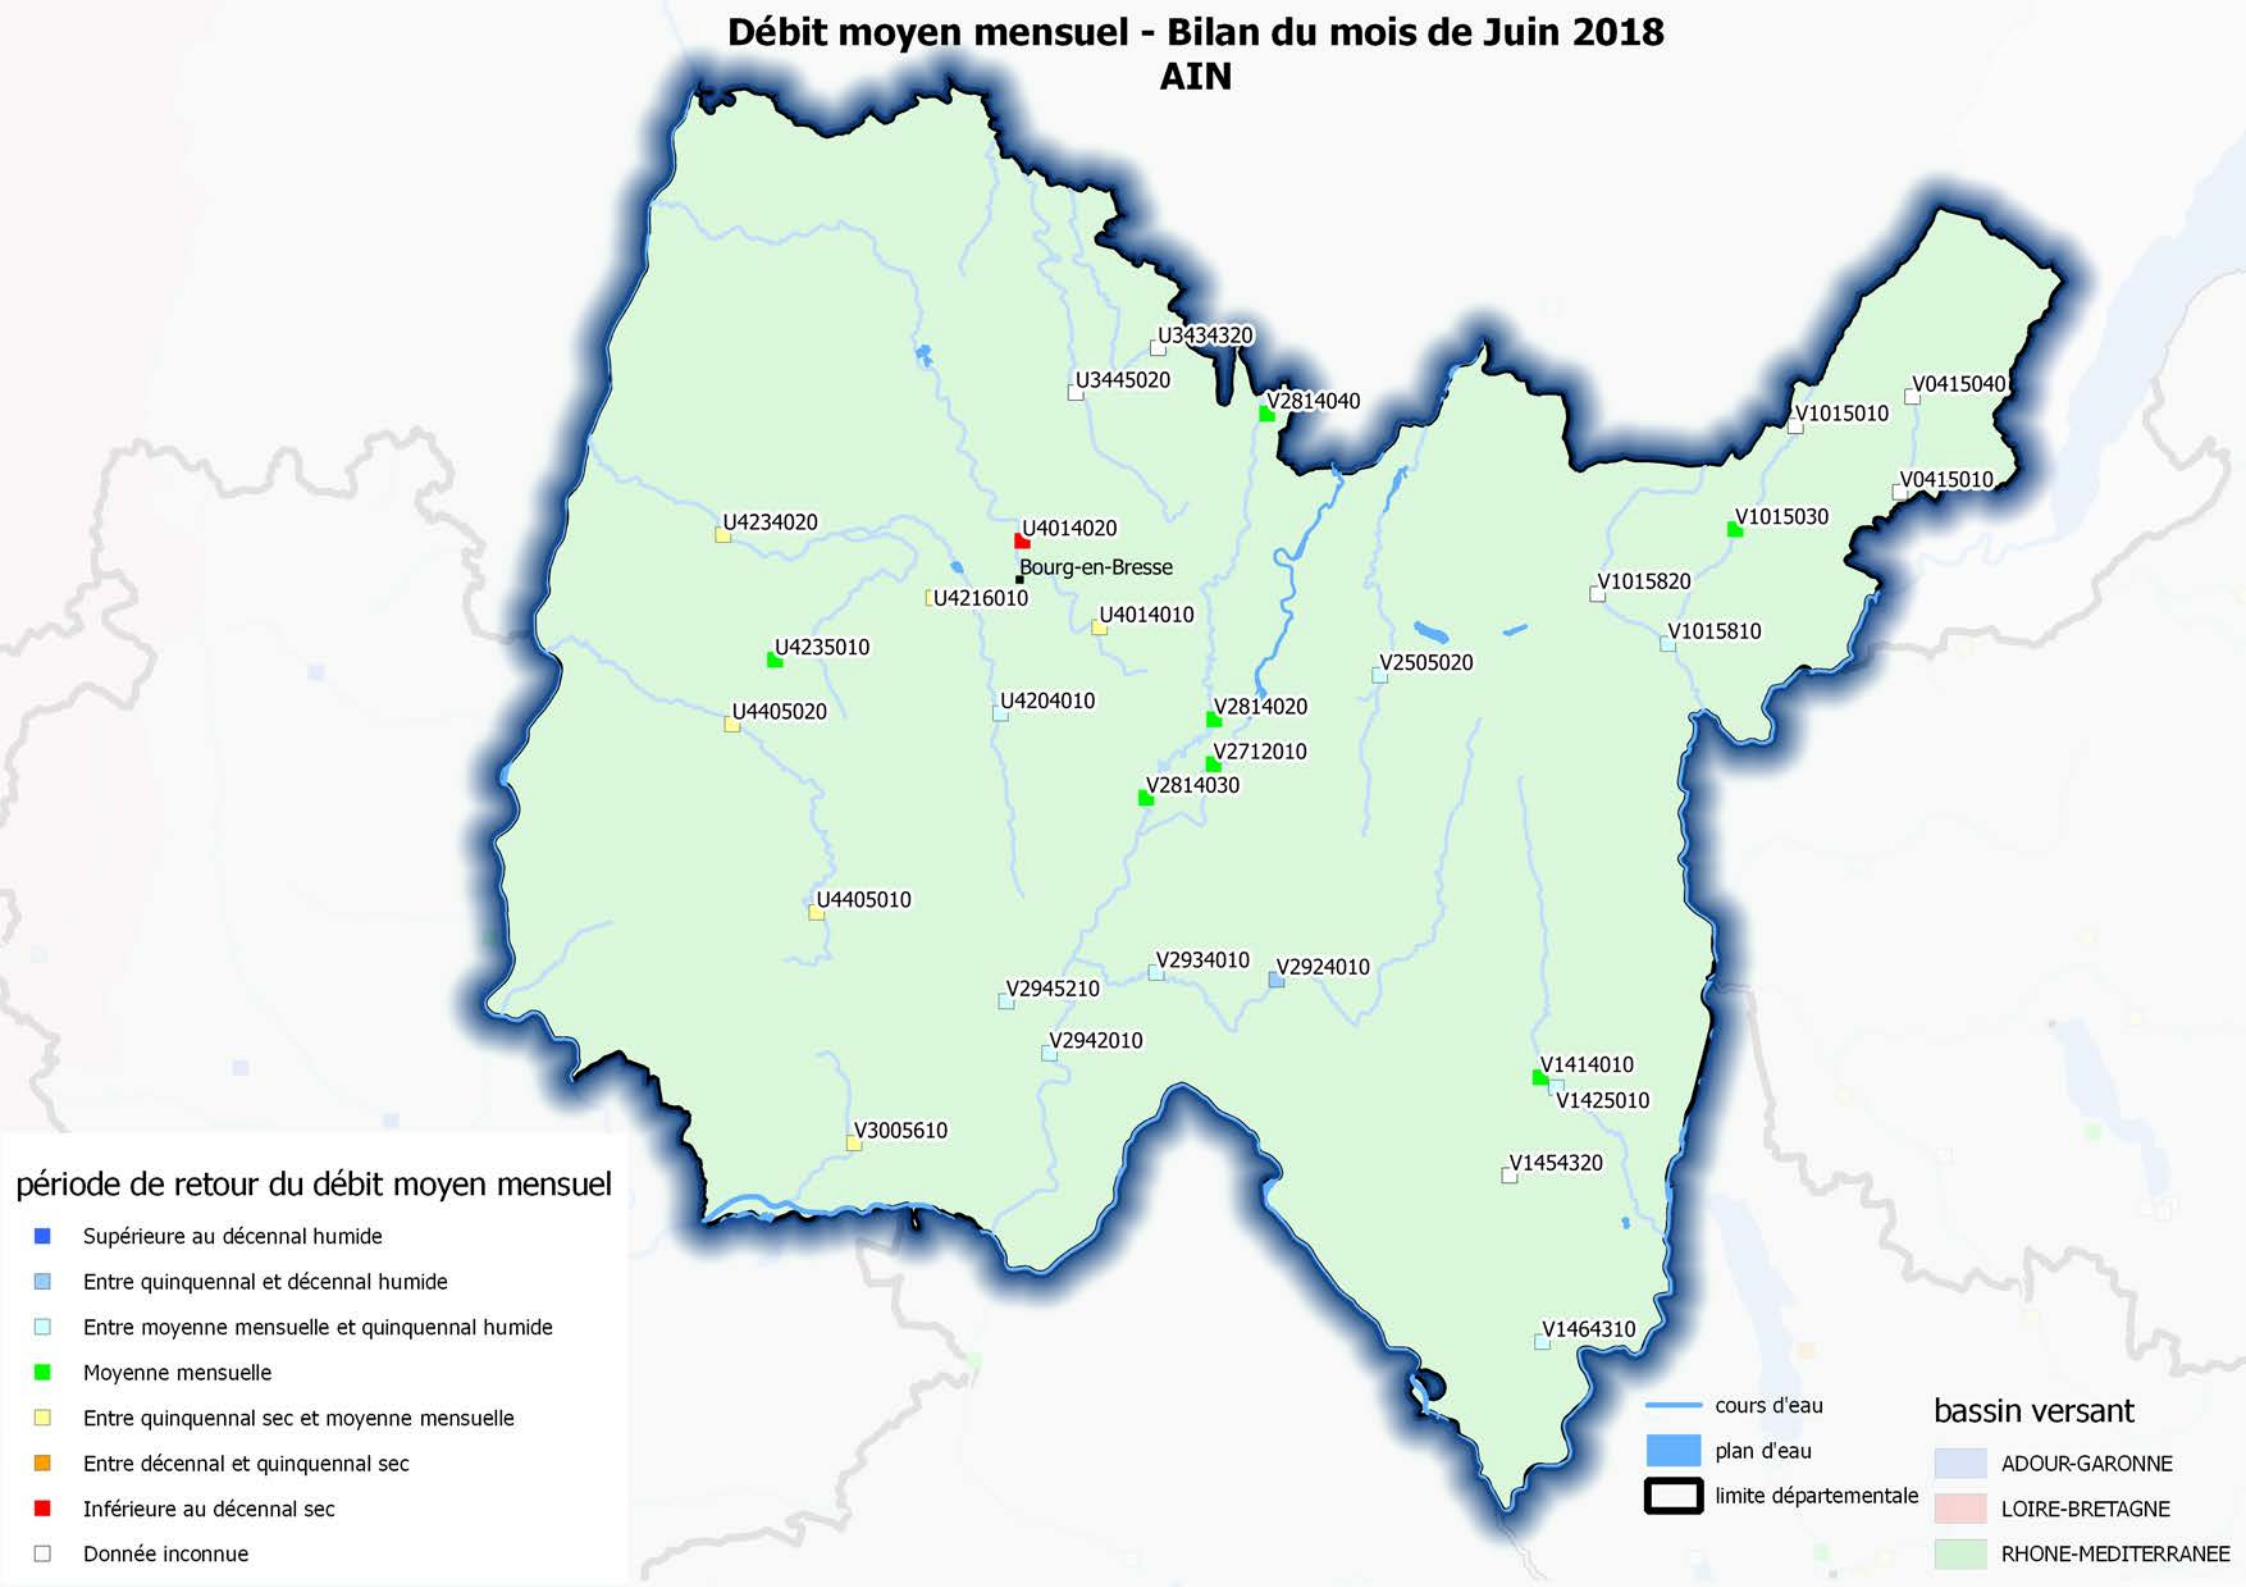 Débit moyen mensuel - Bilan du mois de Juin 2018
AIN
U3434320
U3445020
V2814040
V0415040
V1015010
V0415010
U4234020
U4014020
V1015030
Bourg-en-Bresse
V1015820
U4216010
U4014010
V1015810
U4235010
V2505020
U4204010
V2814020
U4405020
V2712010
V2814030
U4405010
V2934010
V2924010
V2945210
V2942010
V1414010
V1425010
V3005610
V1454320
V1464310
période de retour du débit moyen mensuel
Supérieure au décennal humide
Entre quinquennal et décennal humide
Entre moyenne mensuelle et quinquennal humide
Moyenne mensuelle
Entre quinquennal sec et moyenne mensuelle
Entre décennal et quinquennal sec
Inférieure au décennal sec
Donnée inconnue
cours d'eau
plan d'eau
limite départementale
bassin versant
ADOUR-GARONNE
LOIRE-BRETAGNE
RHONE-MEDITERRANEE